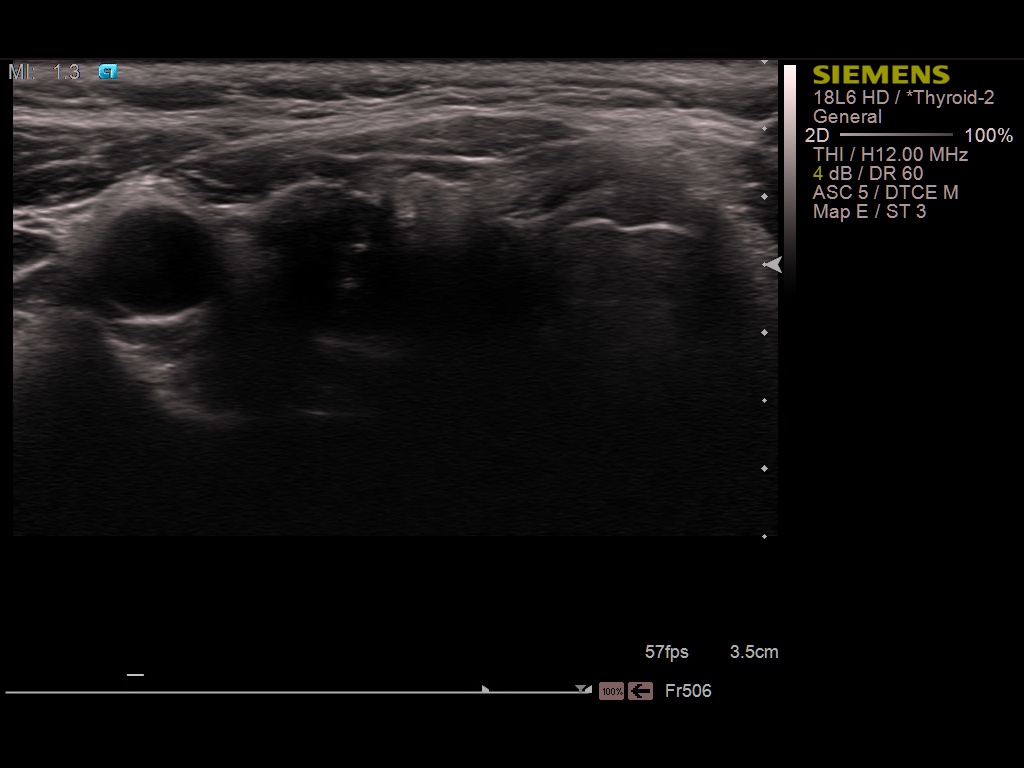 MI: 1.3
SIEMENS
18L6 HD / *Thyroid-2
General
2D 100%
THI / H12.00 MHz
4 dB / DR 60
ASC 5 / DTCE M
Map E / ST 3
57fps 3.5cm
100% Fr506